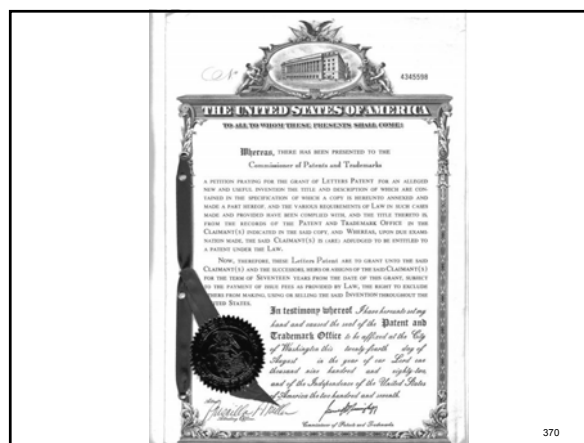 4345598
THE UNITED STATES OF AMERICA
TO ALL TO WHOM THESE PRESENTS SHALL COME:
Whereas, THERE HAS BEEN PRESENTED TO THE
Commissioner of Patents and Trademarks
A PETITION PRAYING FOR THE GRANT OF LETTERS PATENT FOR AN ALLEGED
NEW AND USEFUL INVENTION THE TITLE AND DESCRIPTION OF WHICH ARE CON-
TAINED IN THE SPECIFICATION OF WHICH A COPY IS HEREUNTO ANNEXED AND
MADE A PART HEREOF, AND THE VARIOUS REQUIREMENTS OF LAW IN SUCH CASES
MADE AND PROVIDED HAVE BEEN COMPLIED WITH, AND THE TITLE THERETO IS,
FROM THE RECORDS OF THE PATENT AND TRADEMARK OFFICE IN THE
CLAIMANT(S) INDICATED IN THE SAID COPY, AND WHEREAS, UPON DUE EXAMI-
NATION MADE, THE SAID CLAIMANT(S) IS (ARE) ADJUDGED TO BE ENTITLED TO
A PATENT UNDER THE LAW.
NOW, THEREFORE, THESE Letters Patent ARE TO GRANT UNTO THE SAID
CLAIMANT(S) AND THE SUCCESSORS, HEIRS OR ASSIGNS OF THE SAID CLAIMANT(S)
FOR THE TERM OF SEVENTEEN YEARS FROM THE DATE OF THIS GRANT, SUBJECT
TO THE PAYMENT OF ISSUE FEES AS PROVIDED BY LAW, THE RIGHT TO EXCLUDE
OTHERS FROM MAKING, USING OR SELLING THE SAID INVENTION THROUGHOUT THE
UNITED STATES.
In testimony whereof I have hereunto set my
hand and caused the seal of the Patent and
Trademark Office to be affixed at the City
of Washington this twenty-fourth day of
August in the year of our Lord one
thousand nine hundred and eighty-two,
and of the Independence of the United States
of America the two hundred and seventh.
Attest:
Attesting Officer.
Commissioner of Patents and Trademarks.
370